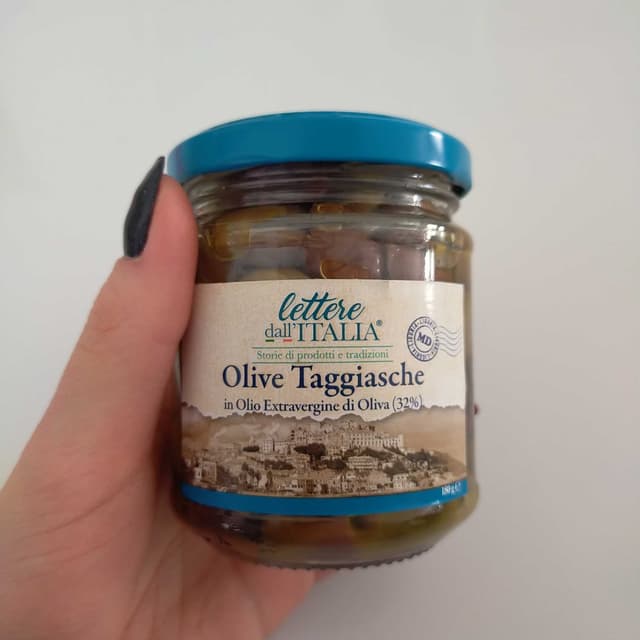 lettere
dall'ITALIA®
Storie di prodotti e tradizioni
Olive Taggiasche
in Olio Extravergine di Oliva (32%)
MD
180 g e